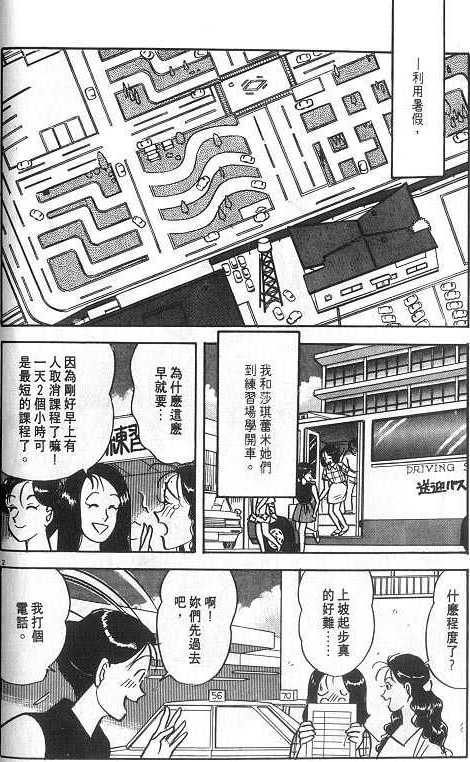 —利用暑假，
我和莎琪蕾米她們
到練習場學開車。
DRIVING S
送迎バス
為什麼這麼
早就要…
練習
因為剛好早上有
人取消課程了嘛！
一天2個小時可
是最短的課程了。
什麼程度了？
上坡起步真
的好難……
56
70
啊！
妳們先過去
吧，
我打個
電話。
2